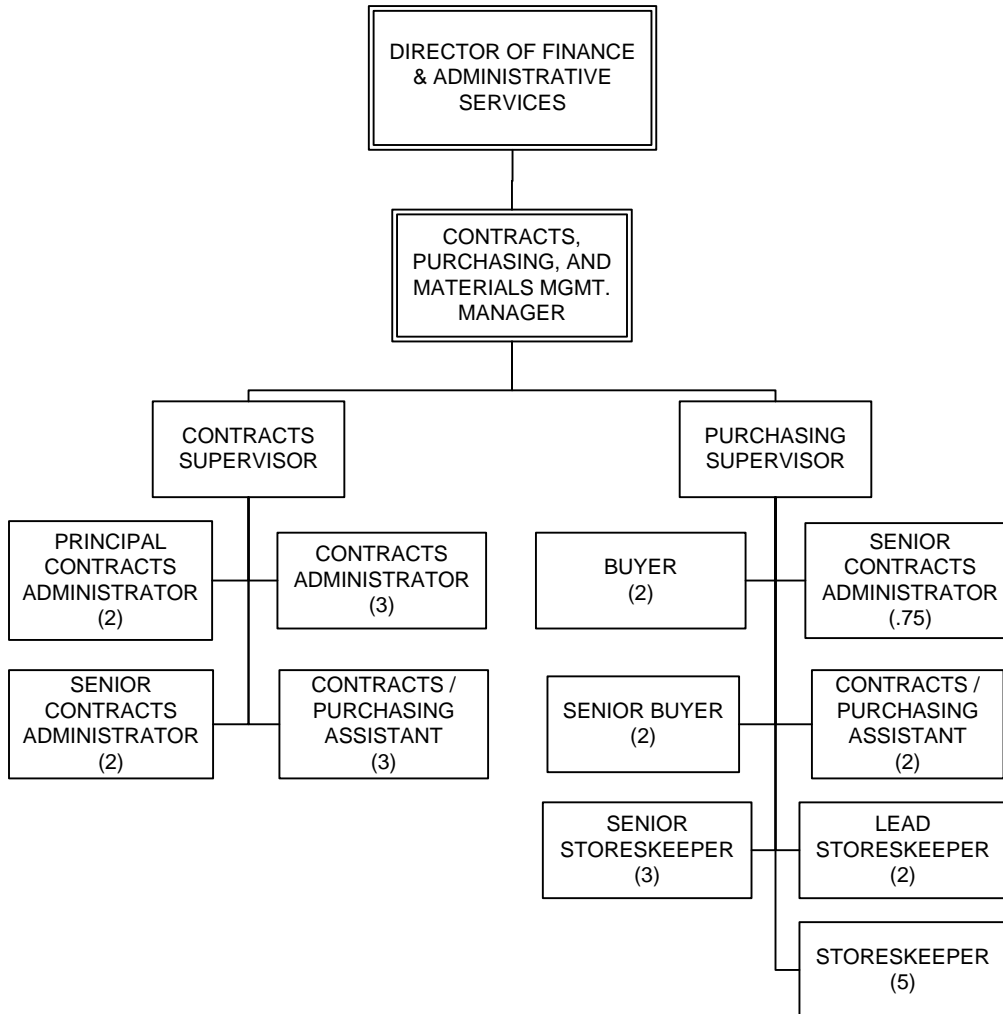 DIRECTOR OF FINANCE
& ADMINISTRATIVE
SERVICES
CONTRACTS,
PURCHASING, AND
MATERIALS MGMT.
MANAGER
CONTRACTS
SUPERVISOR
PURCHASING
SUPERVISOR
PRINCIPAL
CONTRACTS
ADMINISTRATOR
(2)
CONTRACTS
ADMINISTRATOR
(3)
BUYER
(2)
SENIOR
CONTRACTS
ADMINISTRATOR
(.75)
SENIOR
CONTRACTS
ADMINISTRATOR
(2)
CONTRACTS /
PURCHASING
ASSISTANT
(3)
SENIOR BUYER
(2)
CONTRACTS /
PURCHASING
ASSISTANT
(2)
SENIOR
STORESKEEPER
(3)
LEAD
STORESKEEPER
(2)
STORESKEEPER
(5)